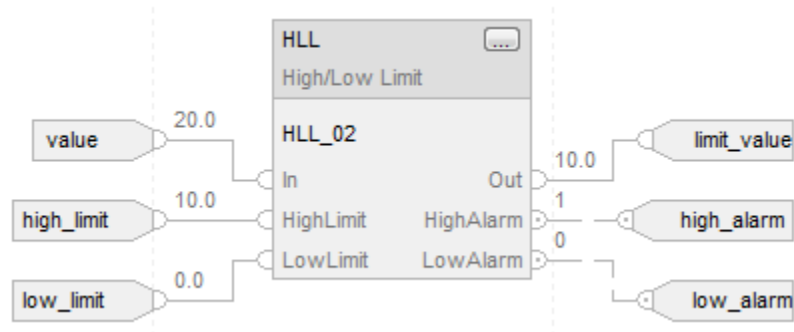 HLL
...
High/Low Limit
20.0
value
HLL_02
limit_value
10.0
In
Out
10.0
1
high_limit
HighLimit
HighAlarm
high_alarm
0
LowLimit
LowAlarm
0.0
low_limit
low_alarm